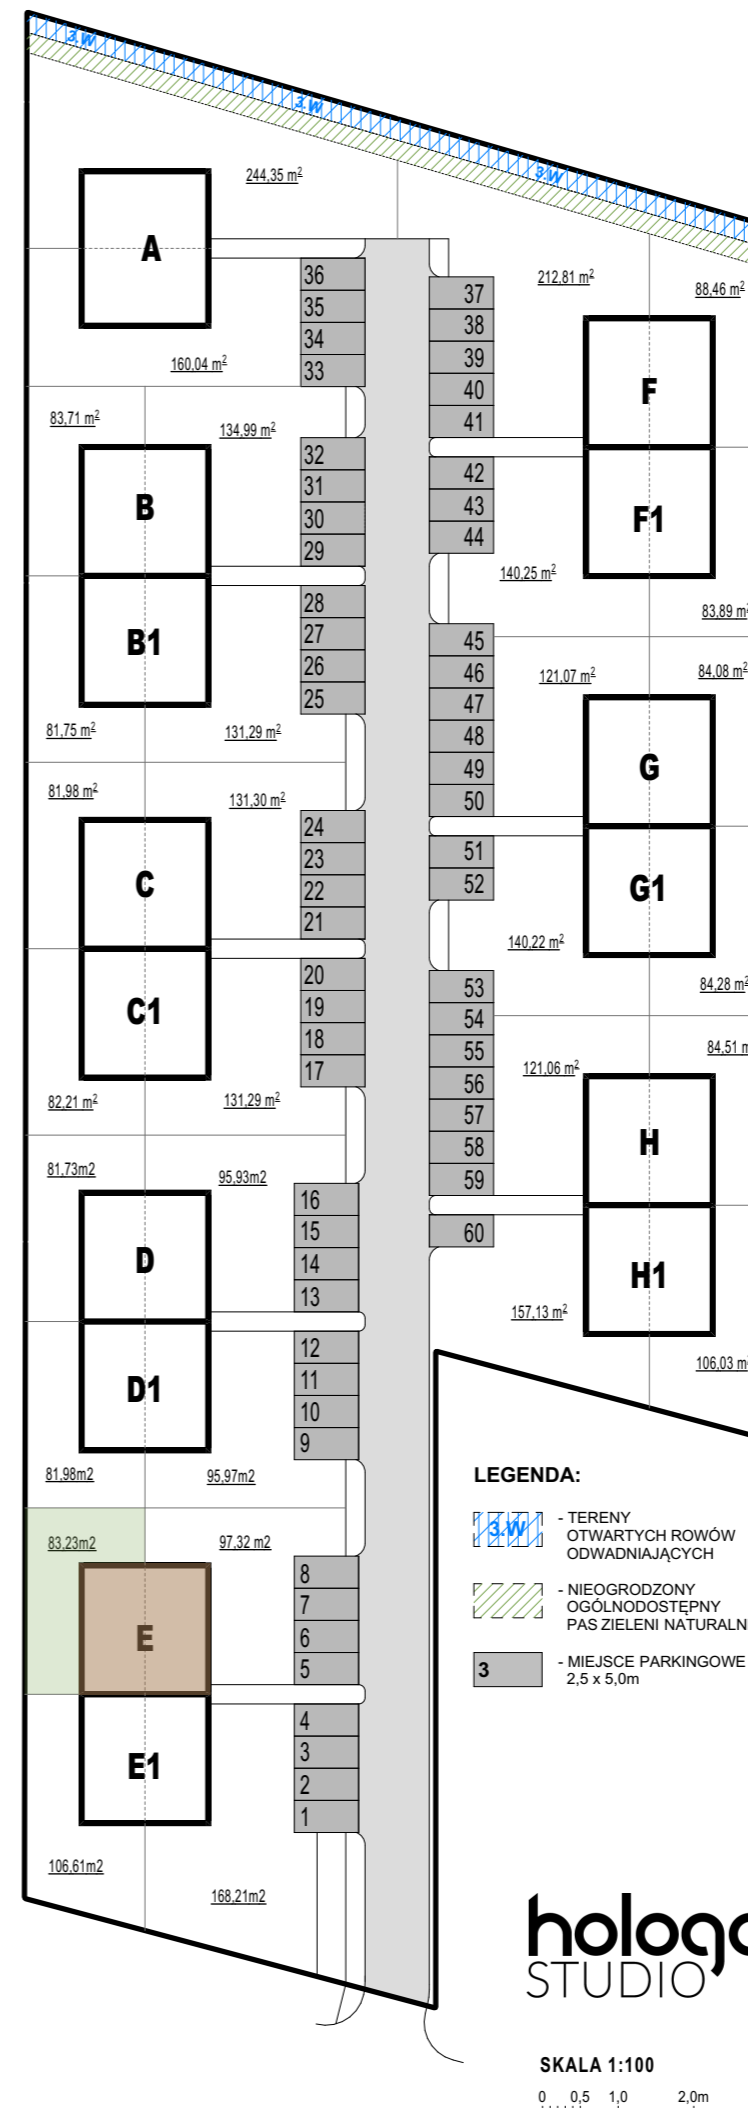 3.W
3.W
3.W
244,35 m²
A
160,04 m²
36
35
34
33
37
38
39
40
41
212,81 m²
88,46 m²
F
83,71 m²
134,99 m²
B
32
31
30
29
42
43
44
F1
140,25 m²
83,89 m²
B1
28
27
26
25
81,75 m²
131,29 m²
45
46
47
48
49
50
121,07 m²
84,08 m²
G
81,98 m²
131,30 m²
C
24
23
22
21
51
52
G1
140,22 m²
84,28 m²
C1
20
19
18
17
82,21 m²
131,29 m²
53
54
55
56
57
58
59
121,06 m²
84,51 m
H
81,73m2
95,93m2
D
16
15
14
13
60
H1
157,13 m²
106,03 m²
D1
12
11
10
9
81,98m2
95,97m2
83,23m2
97,32 m2
E
8
7
6
5
E1
4
3
2
1
106,61m2
168,21m2
LEGENDA:
3.W
- TERENY
OTWARTYCH ROWÓW
ODWADNIAJĄCYCH
- NIEOGRODZONY
OGÓLNODOSTĘPNY
PAS ZIELENI
3
- MIEJSCE PARKINGOWE
2,5 x 5,0m
STUDIO
SKALA 1:100
0 0,5 1,0 2,0m